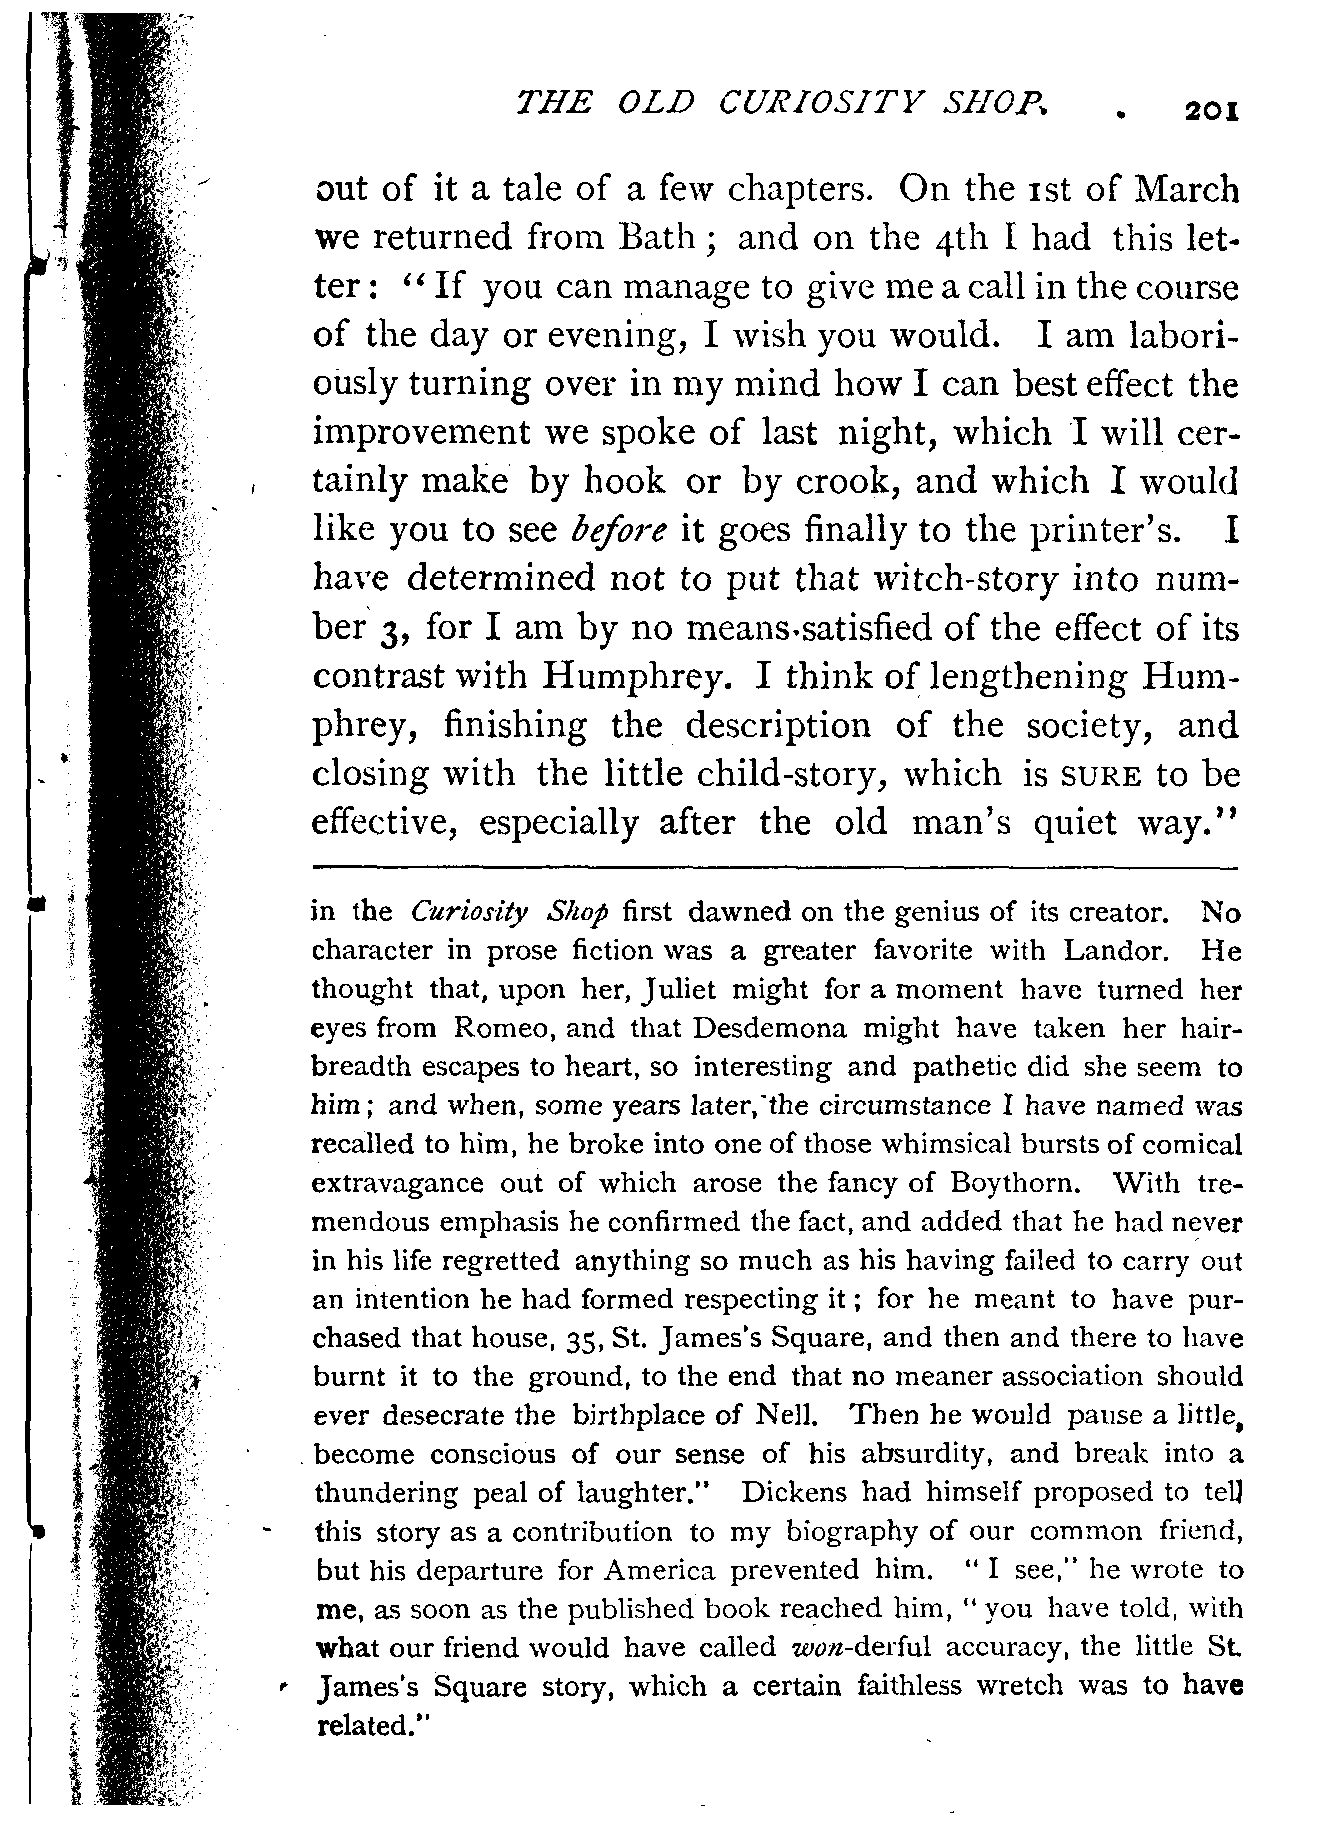 THE OLD CURIOSITY SHOP. 201
out of it a tale of a few chapters. On the 1st of March
we returned from Bath; and on the 4th I had this let-
ter: "If you can manage to give me a call in the course
of the day or evening, I wish you would. I am labori-
ously turning over in my mind how I can best effect the
improvement we spoke of last night, which I will cer-
tainly make by hook or by crook, and which I would
like you to see before it goes finally to the printer's. I
have determined not to put that witch-story into num-
ber 3, for I am by no means satisfied of the effect of its
contrast with Humphrey. I think of lengthening Hum-
phrey, finishing the description of the society, and
closing with the little child-story, which is SURE to be
effective, especially after the old man's quiet way."
in the Curiosity Shop first dawned on the genius of its creator. No
character in prose fiction was a greater favorite with Landor. He
thought that, upon her, Juliet might for a moment have turned her
eyes from Romeo, and that Desdemona might have taken her hair-
breadth escapes to heart, so interesting and pathetic did she seem to
him; and when, some years later, the circumstance I have named was
recalled to him, he broke into one of those whimsical bursts of comical
extravagance out of which arose the fancy of Boythorn. With tre-
mendous emphasis he confirmed the fact, and added that he had never
in his life regretted anything so much as his having failed to carry out
an intention he had formed respecting it; for he meant to have pur-
chased that house, 35, St. James's Square, and then and there to have
burnt it to the ground, to the end that no meaner association should
ever desecrate the birthplace of Nell. Then he would pause a little,
become conscious of our sense of his absurdity, and break into a
thundering peal of laughter." Dickens had himself proposed to tell
this story as a contribution to my biography of our common friend,
but his departure for America prevented him. "I see," he wrote to
me, as soon as the published book reached him, "you have told, with
what our friend would have called won-derful accuracy, the little St.
James's Square story, which a certain faithless wretch was to have
related."